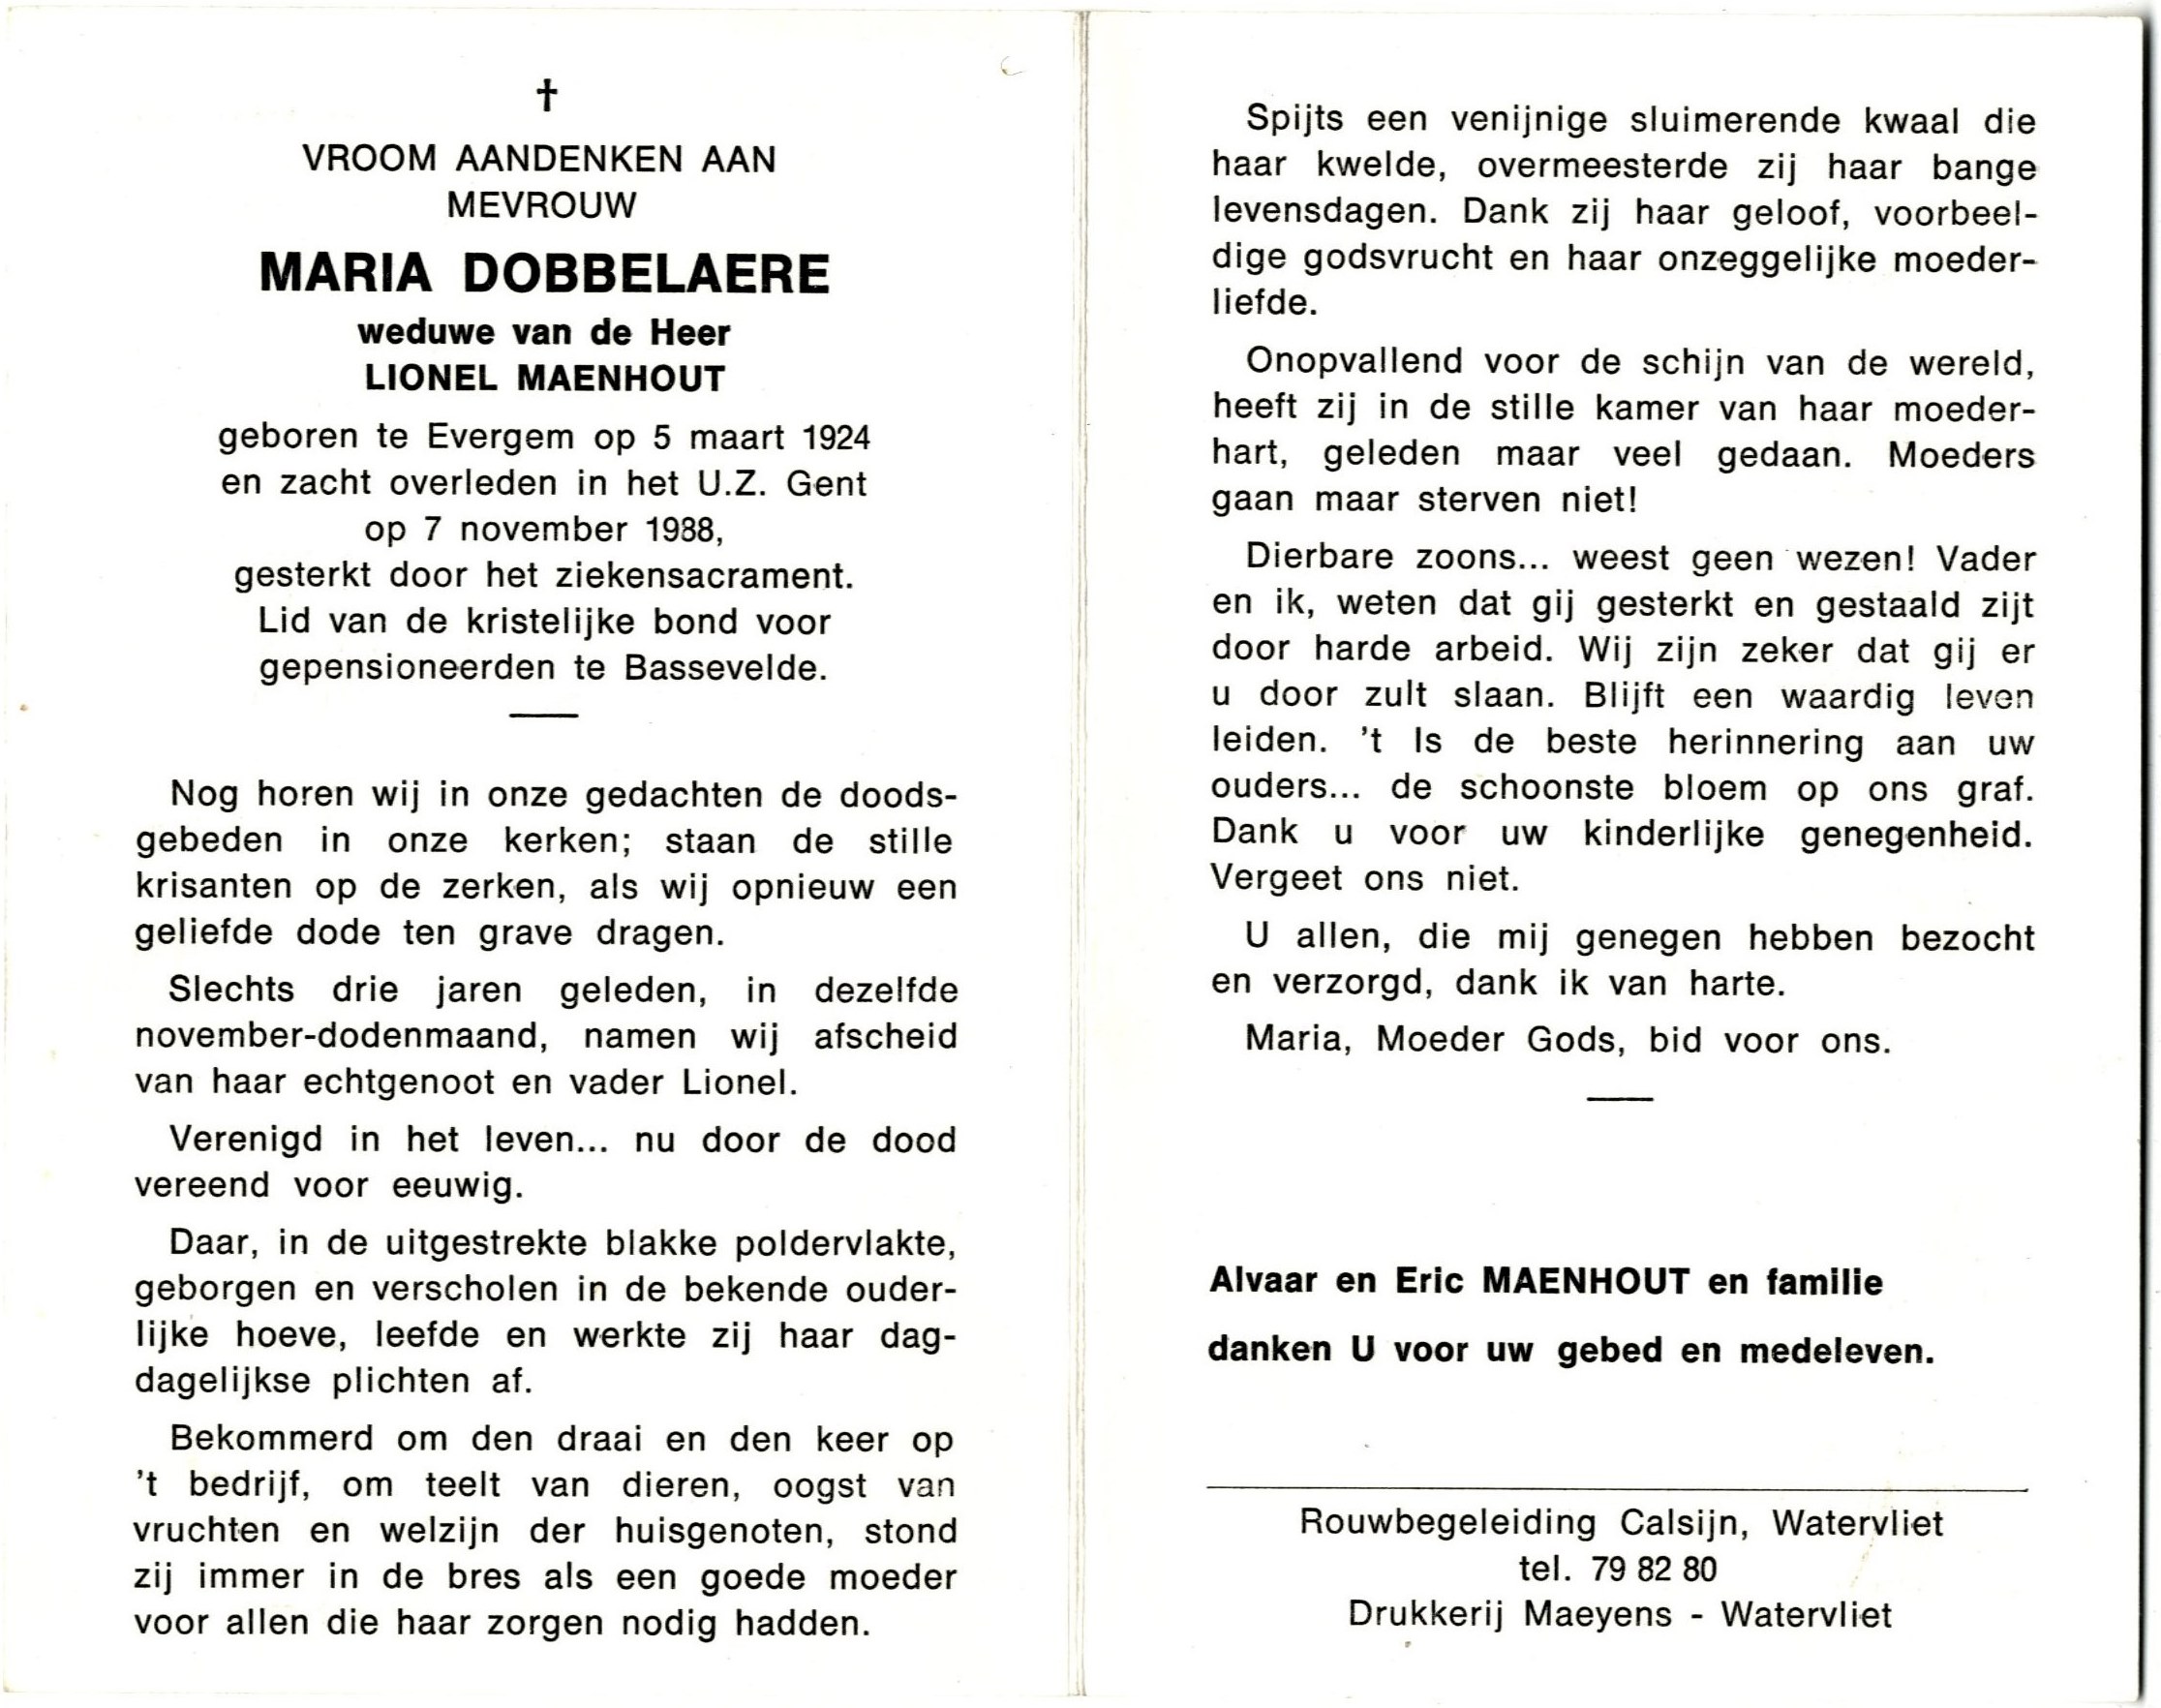 †
VROOM AANDENKEN AAN
MEVROUW
MARIA DOBBELAERE
weduwe van de Heer
LIONEL MAENHOUT
geboren te Evergem op 5 maart 1924
en zacht overleden in het U.Z. Gent
op 7 november 1988,
gesterkt door het ziekensacrament.
Lid van de kristelijke bond voor
gepensioneerden te Bassevelde.
Nog horen wij in onze gedachten de doods-
gebeden in onze kerken; staan de stille
krisanten op de zerken, als wij opnieuw een
geliefde dode ten grave dragen.
Slechts drie jaren geleden, in dezelfde
november-dodenmaand, namen wij afscheid
van haar echtgenoot en vader Lionel.
Verenigd in het leven... nu door de dood
vereend voor eeuwig.
Daar, in de uitgestrekte blakke poldervlakte,
geborgen en verscholen in de bekende ouder-
lijke hoeve, leefde en werkte zij haar dag-
dagelijkse plichten af.
Bekommerd om den draai en den keer op
't bedrijf, om teelt van dieren, oogst van
vruchten en welzijn der huisgenoten, stond
zij immer in de bres als een goede moeder
voor allen die haar zorgen nodig hadden.
Spijts een venijnige sluimerende kwaal die
haar kwelde, overmeesterde zij haar bange
levensdagen. Dank zij haar geloof, voorbeel-
dige godsvrucht en haar onzeggelijke moeder-
liefde.
Onopvallend voor de schijn van de wereld,
heeft zij in de stille kamer van haar moeder-
hart, geleden maar veel gedaan. Moeders
gaan maar sterven niet!
Dierbare zoons... weest geen wezen! Vader
en ik, weten dat gij gesterkt en gestaald zijt
door harde arbeid. Wij zijn zeker dat gij er
u door zult slaan. Blijft een waardig leven
leiden. 't Is de beste herinnering aan uw
ouders... de schoonste bloem op ons graf.
Dank u voor uw kinderlijke genegenheid.
Vergeet ons niet.
U allen, die mij genegen hebben bezocht
en verzorgd, dank ik van harte.
Maria, Moeder Gods, bid voor ons.
Alvaar en Eric MAENHOUT en familie
danken U voor uw gebed en medeleven.
Rouwbegeleiding Calsijn, Watervliet
tel. 79 82 80
Drukkerij Maeyens - Watervliet